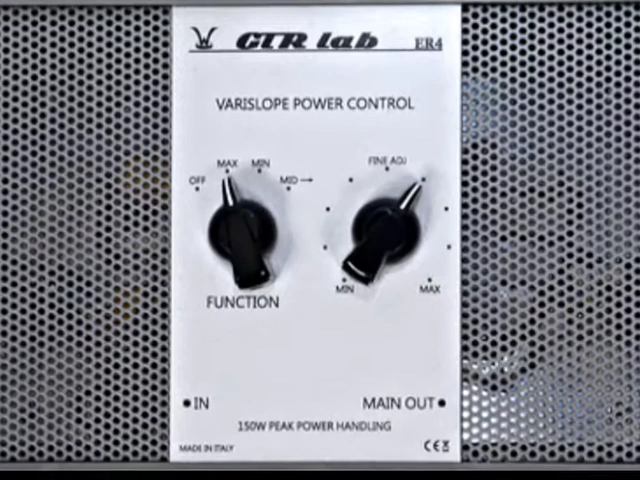 GTR lab ER4
VARISLOPE POWER CONTROL
OFF MAX MIN MID→
FINE ADJ
MIN MAX
FUNCTION
IN MAIN OUT
150W PEAK POWER HANDLING
MADE IN ITALY CE